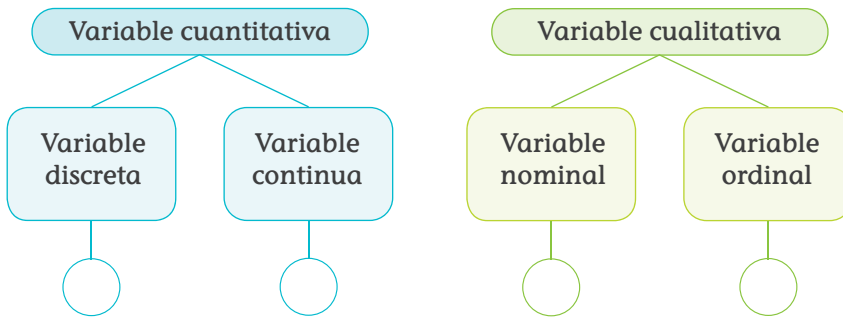 Variable cuantitativa
Variable
discreta
Variable
continua
Variable cualitativa
Variable
nominal
Variable
ordinal